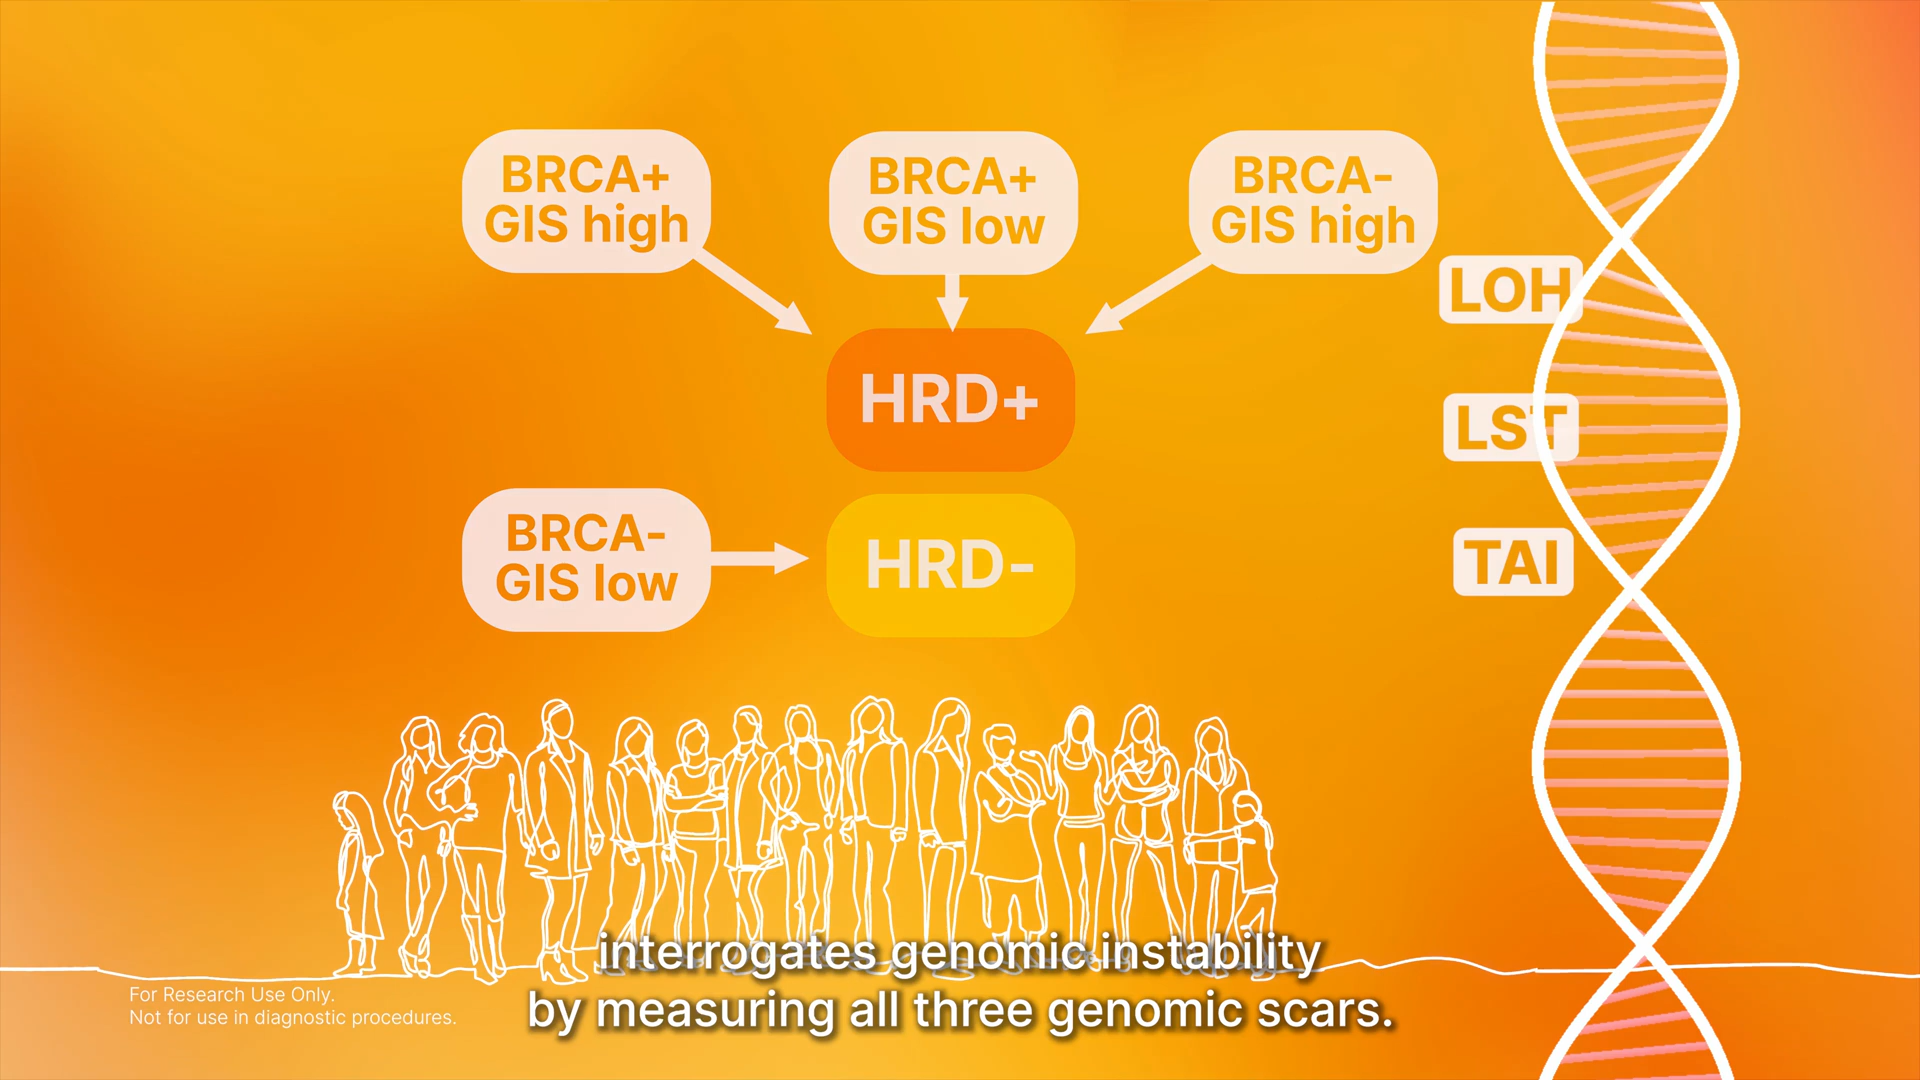 BRCA+
GIS high
BRCA+
GIS low
BRCA-
GIS high
LOH
HRD+
LST
BRCA-
GIS low
HRD-
TAI
interrogates genomic instability
by measuring all three genomic scars.
For Research Use Only.
Not for use in diagnostic procedures.